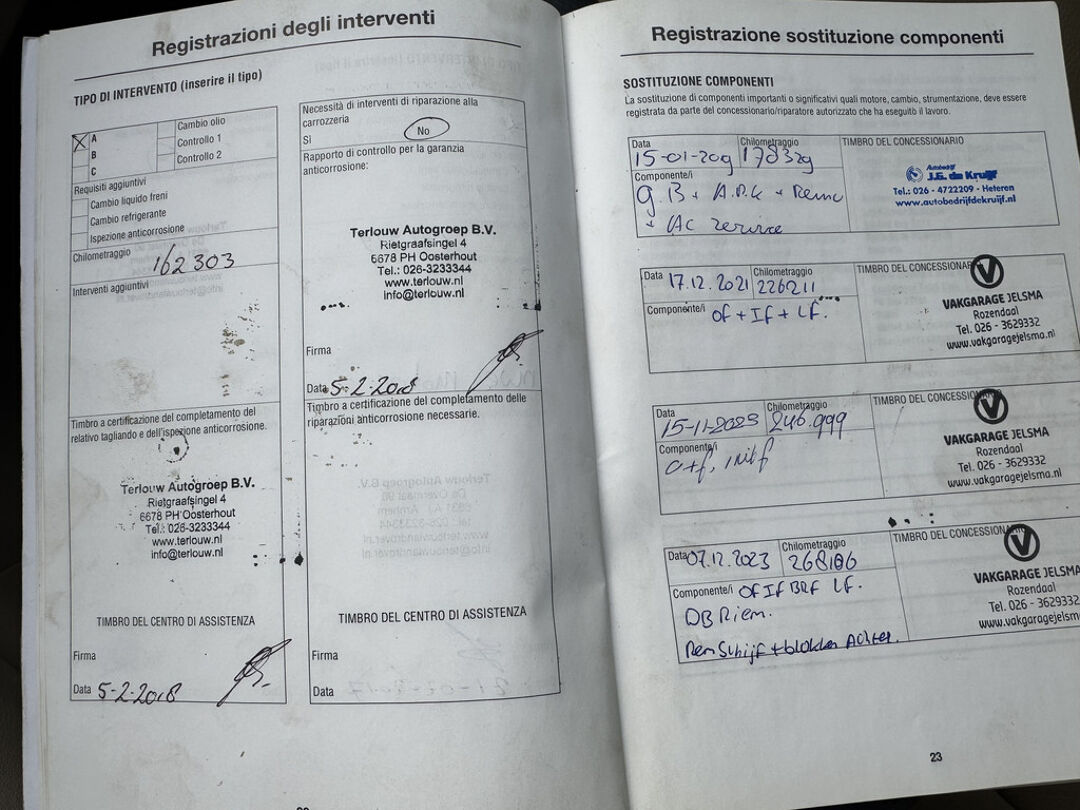 Registrazioni degli interventi
TIPO DI INTERVENTO (inserire il tipo)
A
B
C
Cambio olio
Controllo 1
Controllo 2
Requisiti aggiuntivi
Cambio liquido freni
Cambio refrigerante
Ispezione anticorrosione
Chilometraggio
162303
Interventi aggiuntivi
Timbro a certificazione del completamento del
relativo tagliando e dell'ispezione anticorrosione.
Terlouw Autogroep B.V.
Rietgraafsingel 4
6678 PH Oosterhout
Tel.: 026-3233344
www.terlouw.nl
info@terlouw.nl
TIMBRO DEL CENTRO DI ASSISTENZA
Firma
Data 5-2-2018
Necessità di interventi di riparazione alla
carrozzeria
Sì
No
Rapporto di controllo per la garanzia
anticorrosione:
Terlouw Autogroep B.V.
Rietgraafsingel 4
6678 PH Oosterhout
Tel.: 026-3233344
www.terlouw.nl
info@terlouw.nl
Firma
Data 5-2-2018
Timbro a certificazione del completamento delle
riparazioni anticorrosione necessarie.
TIMBRO DEL CENTRO DI ASSISTENZA
Firma
Data
Registrazione sostituzione componenti
SOSTITUZIONE COMPONENTI
La sostituzione di componenti importanti o significativi quali motore, cambio, strumentazione, deve essere
registrata da parte del concessionario/riparatore autorizzato che ha eseguito il lavoro.
Data
Chilometraggio
TIMBRO DEL CONCESSIONARIO
15-01-209
178329
Componente/i
g.B + A.P.K + Remc
+ AC service
Autobedrijf
J.G. de Kruijf
Tel.: 026 - 4722209 - Heteren
www.autobedrijfdekruijf.nl
Data 17.12.2021
Chilometraggio
226211
TIMBRO DEL CONCESSIONAR
Componente/i OF + IF + LF.
VAKGARAGE JELSMA
Rozendaal
Tel. 026 - 3629332
www.vakgaragejelsma.nl
Data
Chilometraggio
TIMBRO DEL CONCESSIONARIO
15-11-2023
246.999
Componente/i
VAKGARAGE JELSMA
Rozendaal
Tel. 026 - 3629332
www.vakgaragejelsma.nl
Data 07.12.2023
Chilometraggio
268186
TIMBRO DEL CONCESSIONAR
Componente/i OF IF BRF LF.
DB Riem.
Remschijf + blokken Achter.
VAKGARAGE JELSMA
Rozendaal
Tel. 026 - 3629332
www.vakgaragejelsma
23